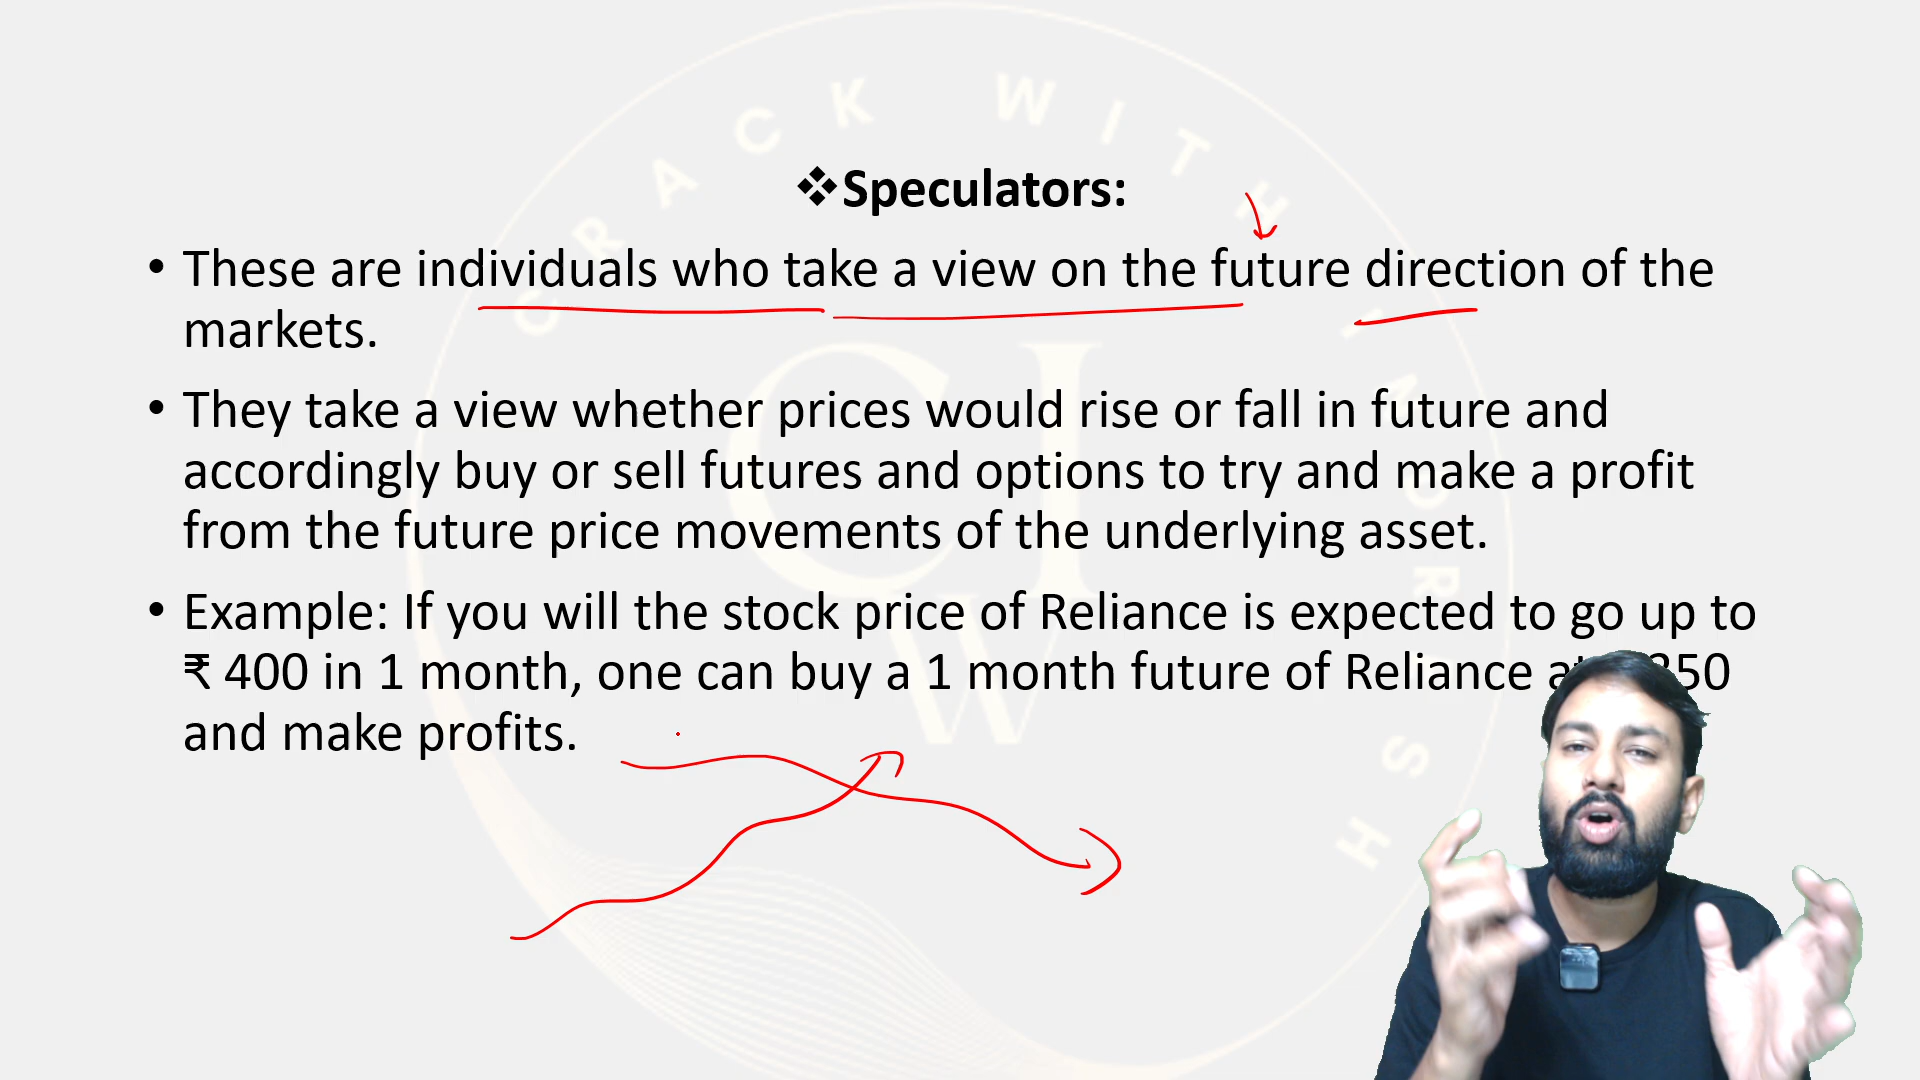 CRACK WITH
❖Speculators:
• These are individuals who take a view on the future direction of the
markets.
• They take a view whether prices would rise or fall in future and
accordingly buy or sell futures and options to try and make a profit
from the future price movements of the underlying asset.
• Example: If you will the stock price of Reliance is expected to go up to
₹ 400 in 1 month, one can buy a 1 month future of Reliance
and make profits.
CIW